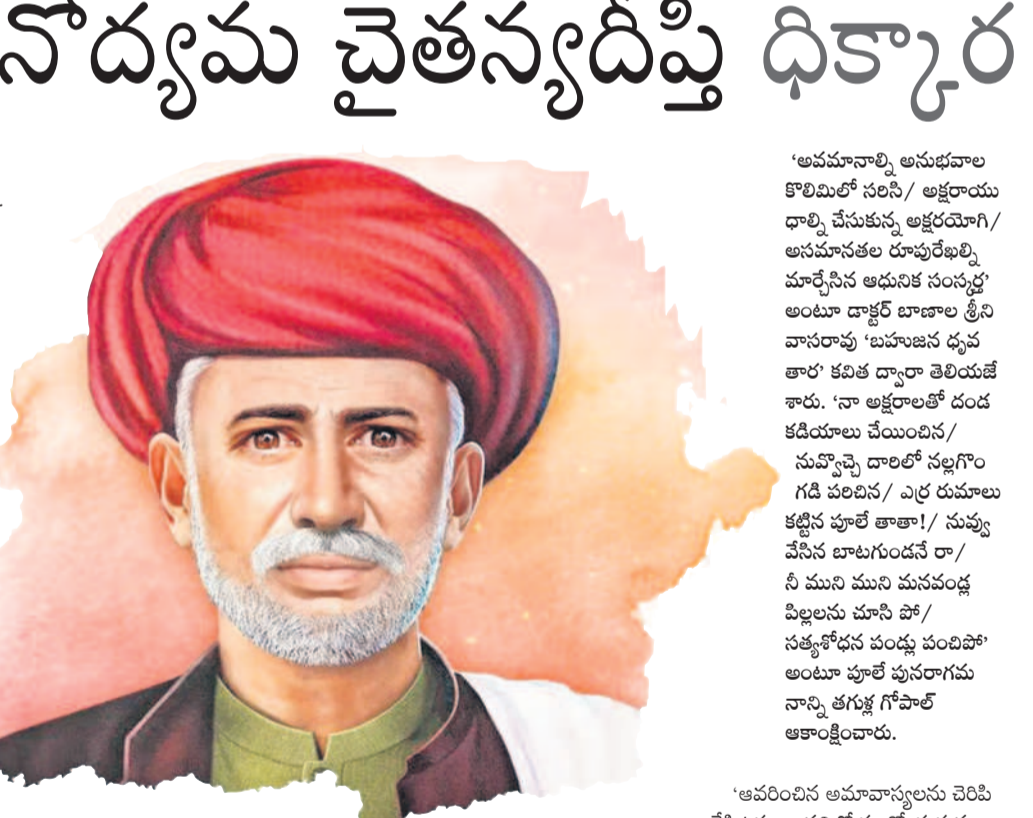 నోద్యమ చైతన్యదీప్తి ధిక్కార
‘అవమానాల్ని అనుభవాల
కొలిమిలో సరిసి/ అక్షరాయు
ధాల్ని చేసుకున్న అక్షరయోగి/
అసమానతల రూపురేఖల్ని
మార్చేసిన ఆధునిక సంస్కర్త’
అంటూ డాక్టర్ బాణాల శ్రీని
వాసరావు ‘బహుజన ధృవ
తార’ కవిత ద్వారా తెలియజే
శారు. ‘నా అక్షరాలతో దండ
కడియాలు చేయించిన/
నువ్వొచ్చె దారిలో నల్లగొం
గడి పరిచిన/ ఎర్ర రుమాలు
కట్టిన పూలే తాతా!/ నువ్వు
వేసిన బాటగుండనే రా/
నీ ముని ముని మనవండ్ల
పిల్లలను చూసి పో/
సత్యశోధన పండ్లు పంచిపో’
అంటూ పూలే పునరాగమ
నాన్ని తగుళ్ల గోపాల్
ఆకాంక్షించారు.
‘ఆవరించిన అమావాస్యలను చెరిపి